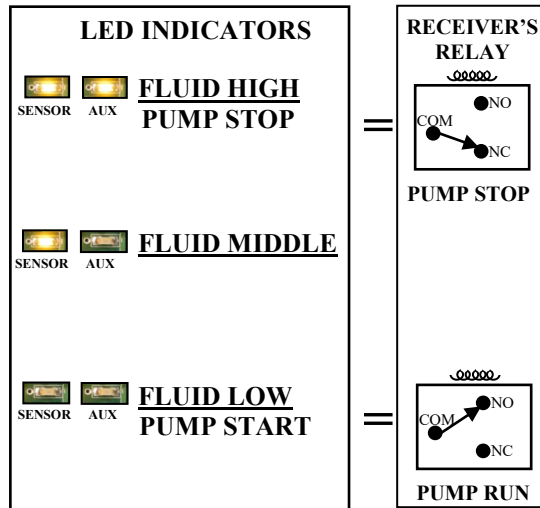 LED INDICATORS
SENSOR AUX
FLUID HIGH
PUMP STOP
SENSOR AUX
FLUID MIDDLE
SENSOR AUX
FLUID LOW
PUMP START
=
=
RECEIVER'S
RELAY
NO
COM
NC
PUMP STOP
NO
COM
NC
PUMP RUN